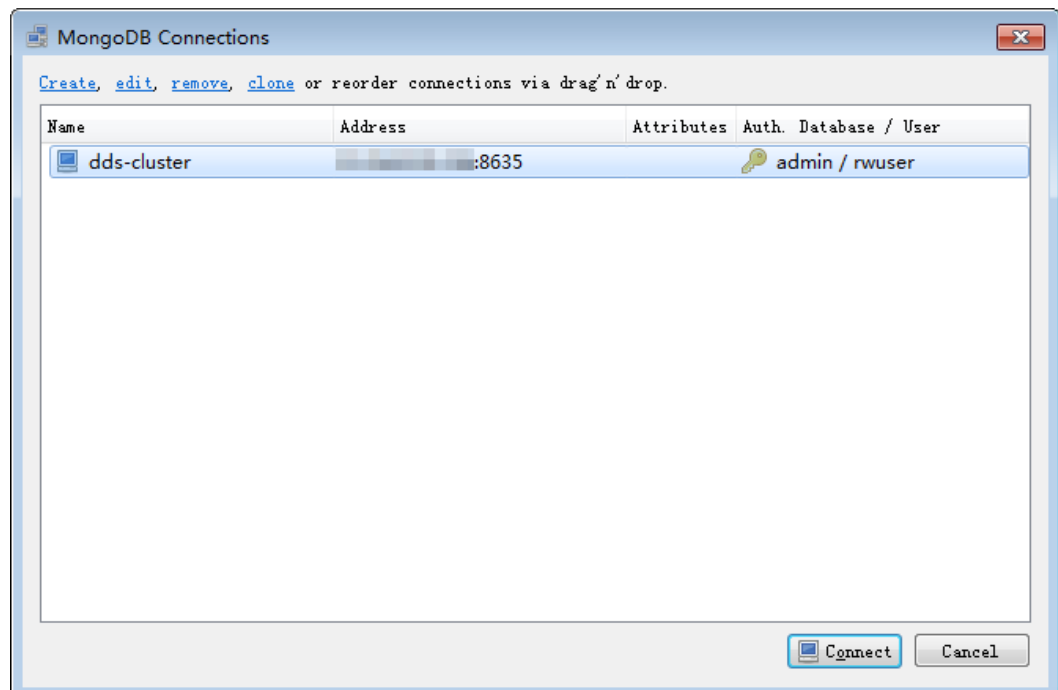 MongoDB Connections
Create, edit, remove, clone or reorder connections via drag'n'drop.
Name Address Attributes Auth. Database / User
dds-cluster :8635 admin / rwuser
Connect Cancel